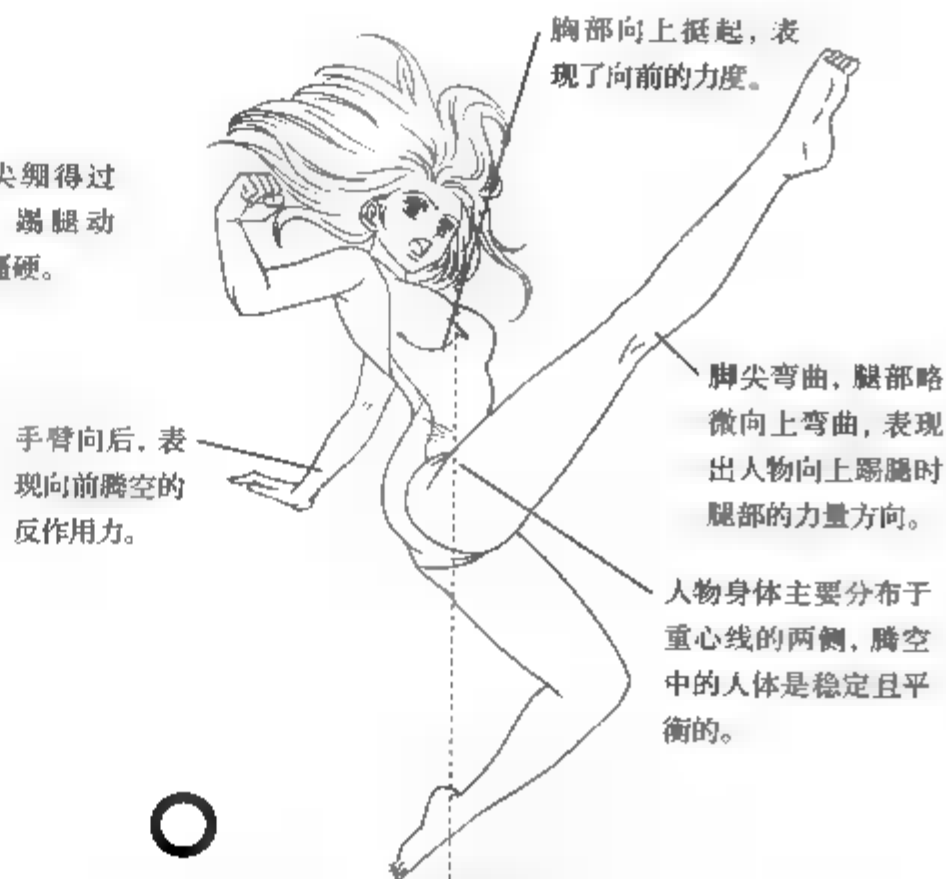 胸部向上挺起，表
现了向前的力度。
尖绷得过
踢腿动
僵硬。
手臂向后，表
现向前腾空的
反作用力。
脚尖弯曲，腿部略
微向上弯曲，表现
出人物向上踢腿时
腿部的力量方向。
人物身体主要分布于
重心线的两侧，腾空
中的人体是稳定且平
衡的。